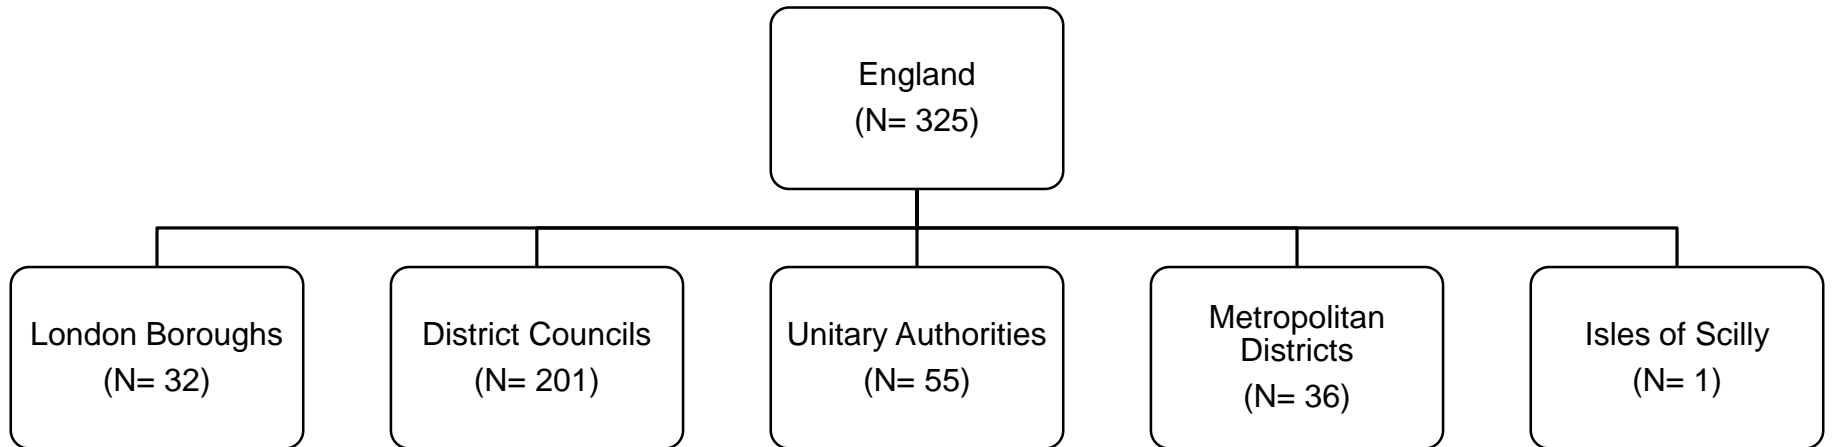 England
(N= 325)
London Boroughs
(N= 32)
District Councils
(N= 201)
Unitary Authorities
(N= 55)
Metropolitan
Districts
(N= 36)
Isles of Scilly
(N= 1)